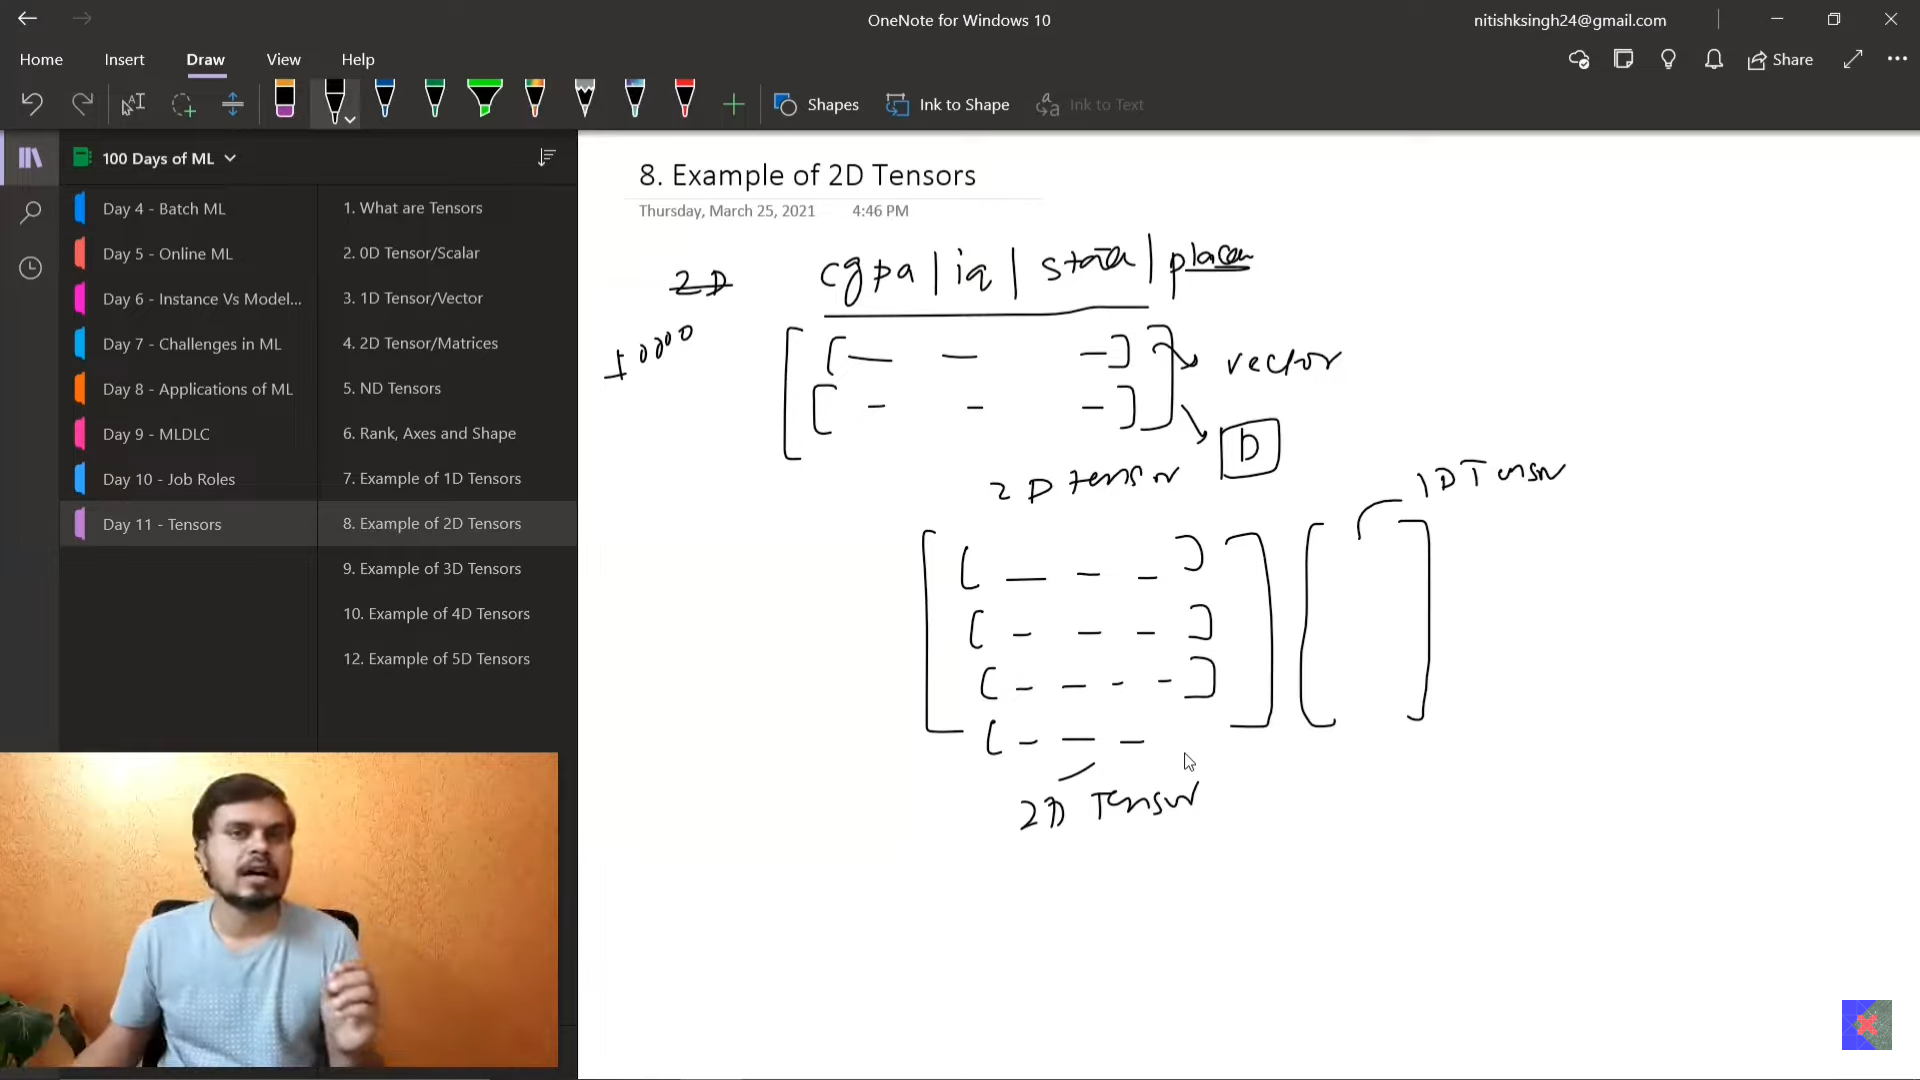 OneNote for Windows 10
nitishksingh24@gmail.com
Home Insert Draw View Help
Share
Shapes Ink to Shape Ink to Text
100 Days of ML
Day 4 - Batch ML
Day 5 - Online ML
Day 6 - Instance Vs Model...
Day 7 - Challenges in ML
Day 8 - Applications of ML
Day 9 - MLDLC
Day 10 - Job Roles
Day 11 - Tensors
1. What are Tensors
2. 0D Tensor/Scalar
3. 1D Tensor/Vector
4. 2D Tensor/Matrices
5. ND Tensors
6. Rank, Axes and Shape
7. Example of 1D Tensors
8. Example of 2D Tensors
9. Example of 3D Tensors
10. Example of 4D Tensors
12. Example of 5D Tensors
8. Example of 2D Tensors
Thursday, March 25, 2021 4:46 PM
2D
cgpa | iq | | 
10000
vector
D
2D tensor
1D Tensor
2D Tensor